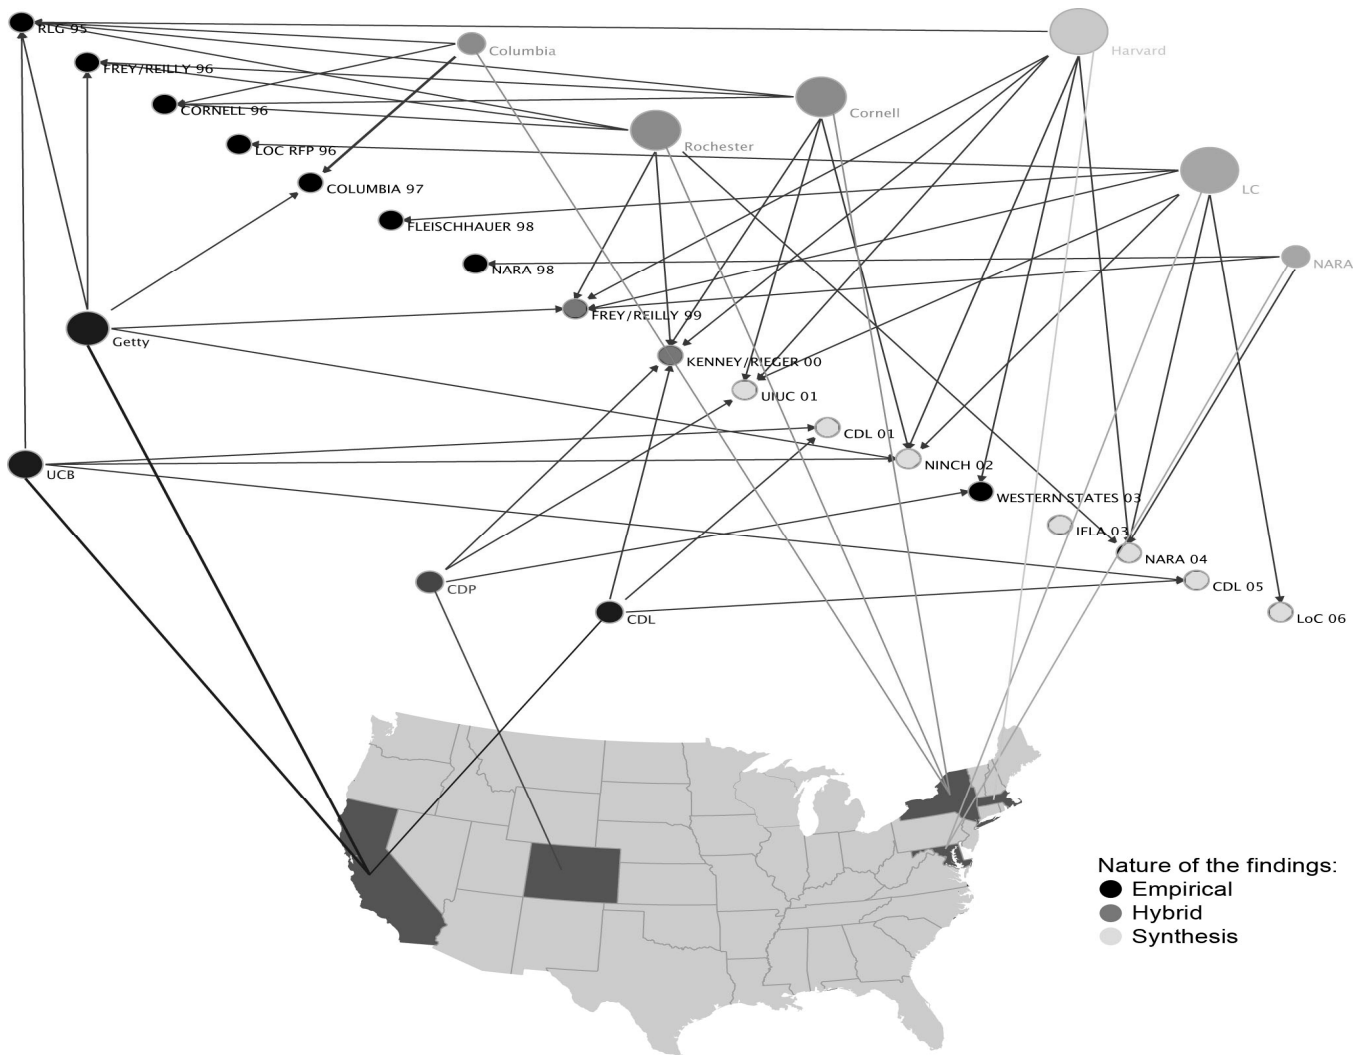 RLG 95
Harvard
Columbia
FREY/REILLY 96
CORNELL 96
Cornell
Rochester
LOC RFP 96
COLUMBIA 97
LC
FLEISCHHAUER 98
NARA 98
NARA
FREY/REILLY 99
Getty
KENNEY/RIEGER 00
UIUC 01
CDL 01
NINCH 02
UCB
WESTERN STATES 03
IFLA 03
NARA 04
CDP
CDL 05
CDL
LoC 06
Nature of the findings:
Empirical
Hybrid
Synthesis